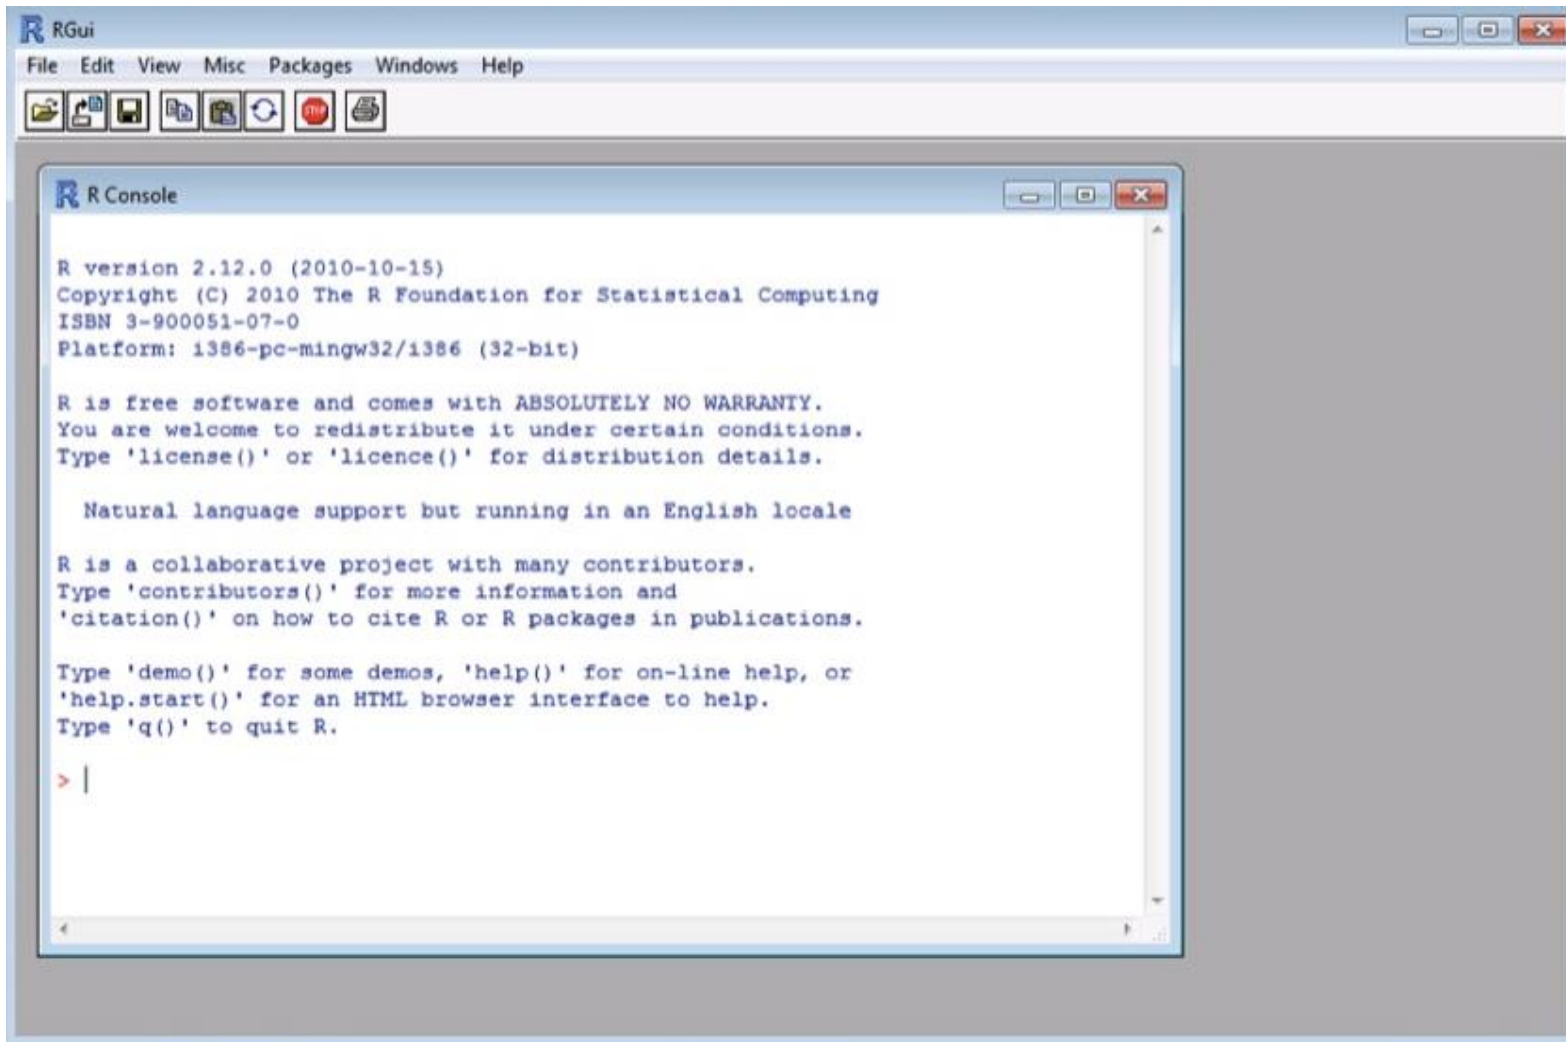 RGui
File Edit View Misc Packages Windows Help
STOP
R Console
R version 2.12.0 (2010-10-15)
Copyright (C) 2010 The R Foundation for Statistical Computing
ISBN 3-900051-07-0
Platform: i386-pc-mingw32/i386 (32-bit)
R is free software and comes with ABSOLUTELY NO WARRANTY.
You are welcome to redistribute it under certain conditions.
Type 'license()' or 'licence()' for distribution details.
Natural language support but running in an English locale
R is a collaborative project with many contributors.
Type 'contributors()' for more information and
'citation()' on how to cite R or R packages in publications.
Type 'demo()' for some demos, 'help()' for on-line help, or
'help.start()' for an HTML browser interface to help.
Type 'q()' to quit R.
>